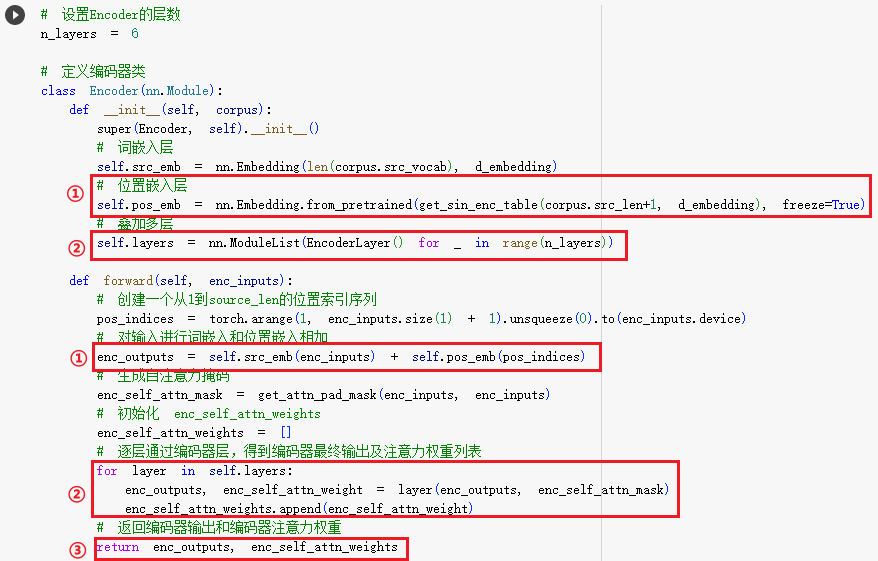 # 设置Encoder的层数
n_layers = 6
# 定义编码器类
class Encoder(nn.Module):
def __init__(self, corpus):
super(Encoder, self).__init__()
# 词嵌入层
self.src_emb = nn.Embedding(len(corpus.src_vocab), d_embedding)
① # 位置嵌入层
self.pos_emb = nn.Embedding.from_pretrained(get_sin_enc_table(corpus.src_len+1, d_embedding), freeze=True)
# 叠加多层
② self.layers = nn.ModuleList(EncoderLayer() for _ in range(n_layers))
def forward(self, enc_inputs):
# 创建一个从1到source_len的位置索引序列
pos_indices = torch.arange(1, enc_inputs.size(1) + 1).unsqueeze(0).to(enc_inputs.device)
# 对输入进行词嵌入和位置嵌入相加
① enc_outputs = self.src_emb(enc_inputs) + self.pos_emb(pos_indices)
# 生成自注意力掩码
enc_self_attn_mask = get_attn_pad_mask(enc_inputs, enc_inputs)
# 初始化 enc_self_attn_weights
enc_self_attn_weights = []
# 逐层通过编码器层，得到编码器最终输出及注意力权重列表
for layer in self.layers:
② enc_outputs, enc_self_attn_weight = layer(enc_outputs, enc_self_attn_mask)
enc_self_attn_weights.append(enc_self_attn_weight)
# 返回编码器输出和编码器注意力权重
③ return enc_outputs, enc_self_attn_weights